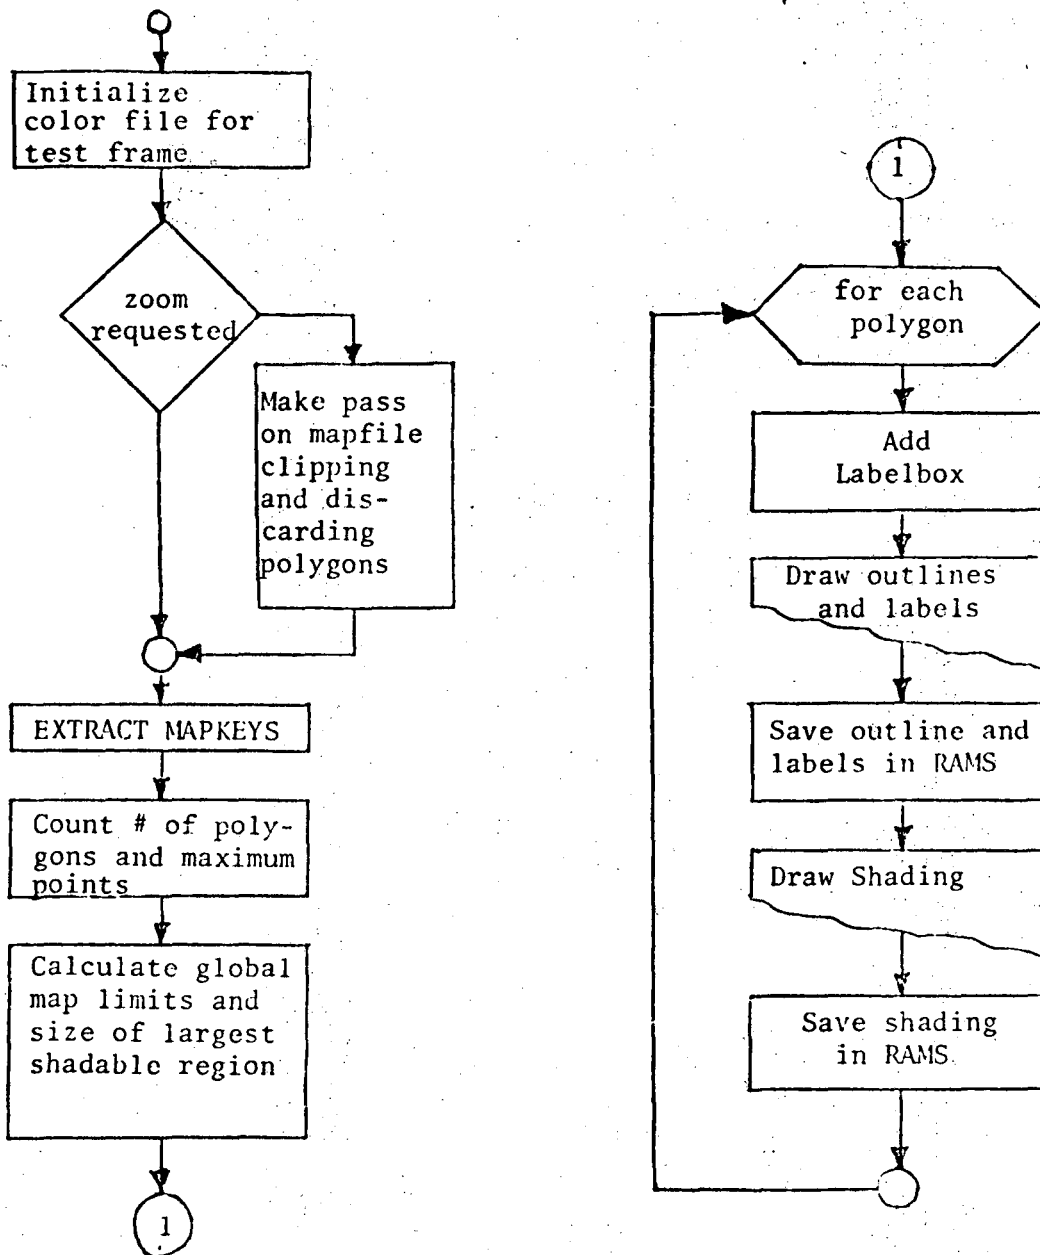 Initialize
color file for
test frame
zoom
requested
Make pass
on mapfile
clipping
and dis-
carding
polygons
EXTRACT MAPKEYS
Count # of poly-
gons and maximum
points
Calculate global
map limits and
size of largest
shadable region
1
1
for each
polygon
Add
Labelbox
Draw outlines
and labels
Save outline and
labels in RAMS
Draw Shading
Save shading
in RAMS